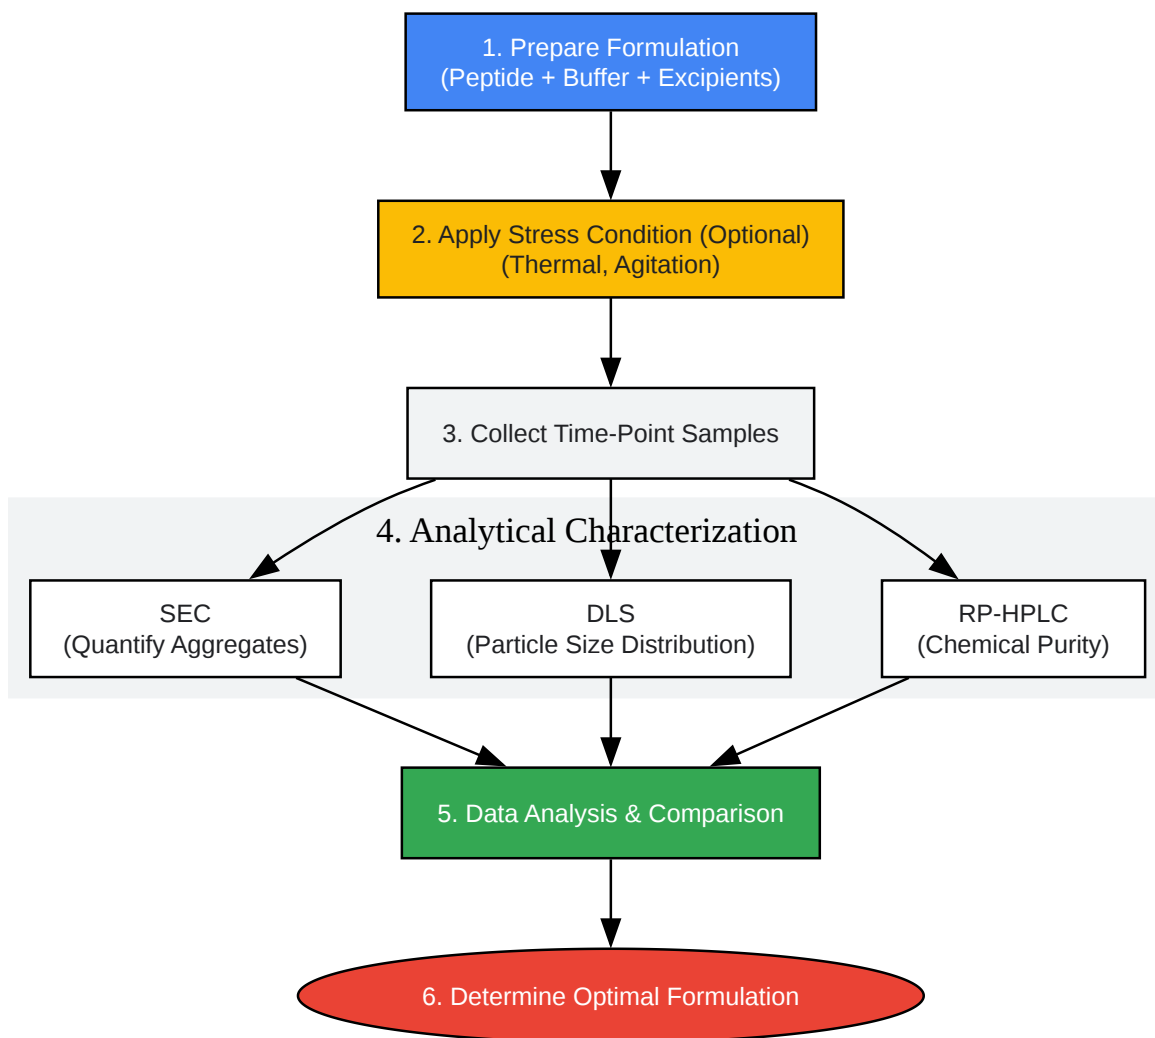 1. Prepare Formulation
(Peptide + Buffer + Excipients)
2. Apply Stress Condition (Optional)
(Thermal, Agitation)
3. Collect Time-Point Samples
4. Analytical Characterization
SEC
(Quantify Aggregates)
DLS
(Particle Size Distribution)
RP-HPLC
(Chemical Purity)
5. Data Analysis & Comparison
6. Determine Optimal Formulation